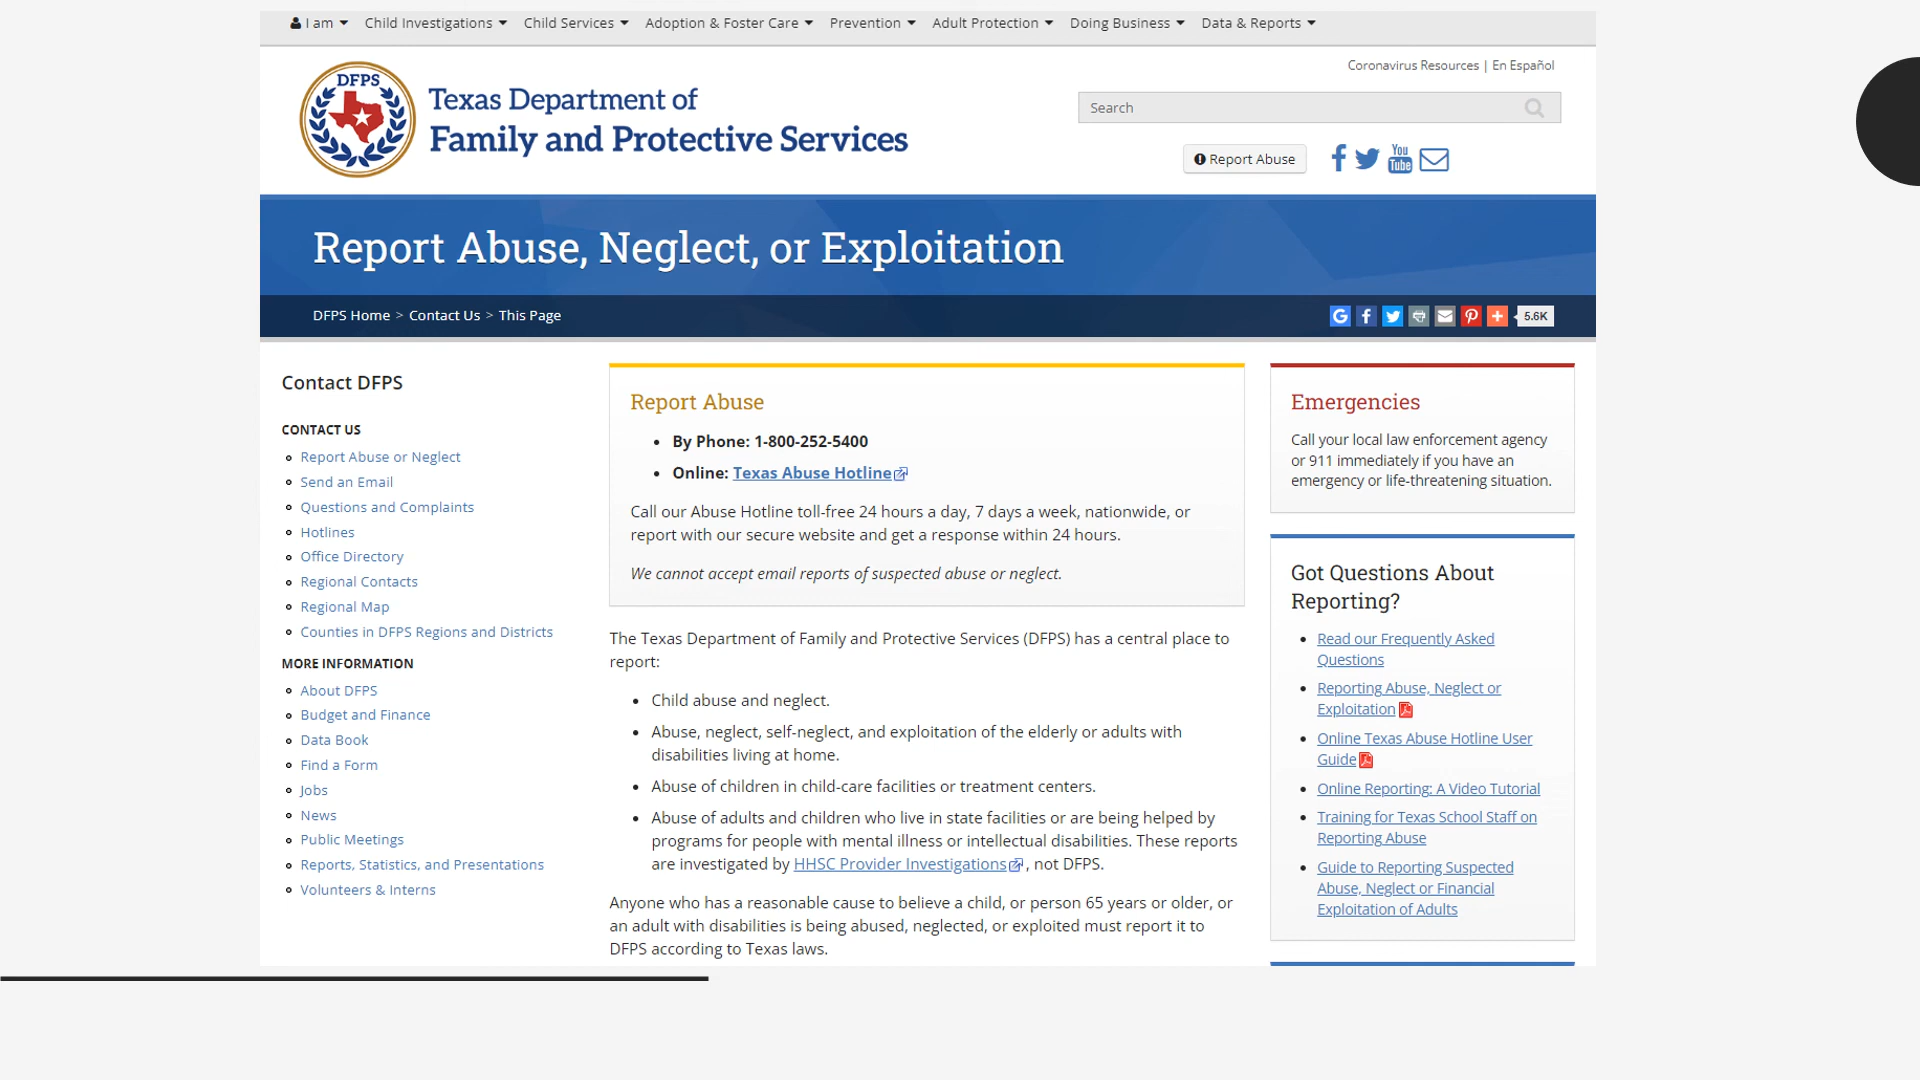 I am
Child Investigations
Child Services
Adoption & Foster Care
Prevention
Adult Protection
Doing Business
Data & Reports
DFPS
Texas Department of
Family and Protective Services
Coronavirus Resources | En Español
Search
Report Abuse
You
Tube
Report Abuse, Neglect, or Exploitation
DFPS Home > Contact Us > This Page
5.6K
Contact DFPS
CONTACT US
Report Abuse or Neglect
Send an Email
Questions and Complaints
Hotlines
Office Directory
Regional Contacts
Regional Map
Counties in DFPS Regions and Districts
MORE INFORMATION
About DFPS
Budget and Finance
Data Book
Find a Form
Jobs
News
Public Meetings
Reports, Statistics, and Presentations
Volunteers & Interns
Report Abuse
• By Phone: 1-800-252-5400
• Online: Texas Abuse Hotline
Call our Abuse Hotline toll-free 24 hours a day, 7 days a week, nationwide, or
report with our secure website and get a response within 24 hours.
We cannot accept email reports of suspected abuse or neglect.
The Texas Department of Family and Protective Services (DFPS) has a central place to
report:
• Child abuse and neglect.
• Abuse, neglect, self-neglect, and exploitation of the elderly or adults with
disabilities living at home.
• Abuse of children in child-care facilities or treatment centers.
• Abuse of adults and children who live in state facilities or are being helped by
programs for people with mental illness or intellectual disabilities. These reports
are investigated by HHSC Provider Investigations, not DFPS.
Anyone who has a reasonable cause to believe a child, or person 65 years or older, or
an adult with disabilities is being abused, neglected, or exploited must report it to
DFPS according to Texas laws.
Emergencies
Call your local law enforcement agency
or 911 immediately if you have an
emergency or life-threatening situation.
Got Questions About
Reporting?
• Read our Frequently Asked
Questions
• Reporting Abuse, Neglect or
Exploitation
• Online Texas Abuse Hotline User
Guide
• Online Reporting: A Video Tutorial
• Training for Texas School Staff on
Reporting Abuse
• Guide to Reporting Suspected
Abuse, Neglect or Financial
Exploitation of Adults